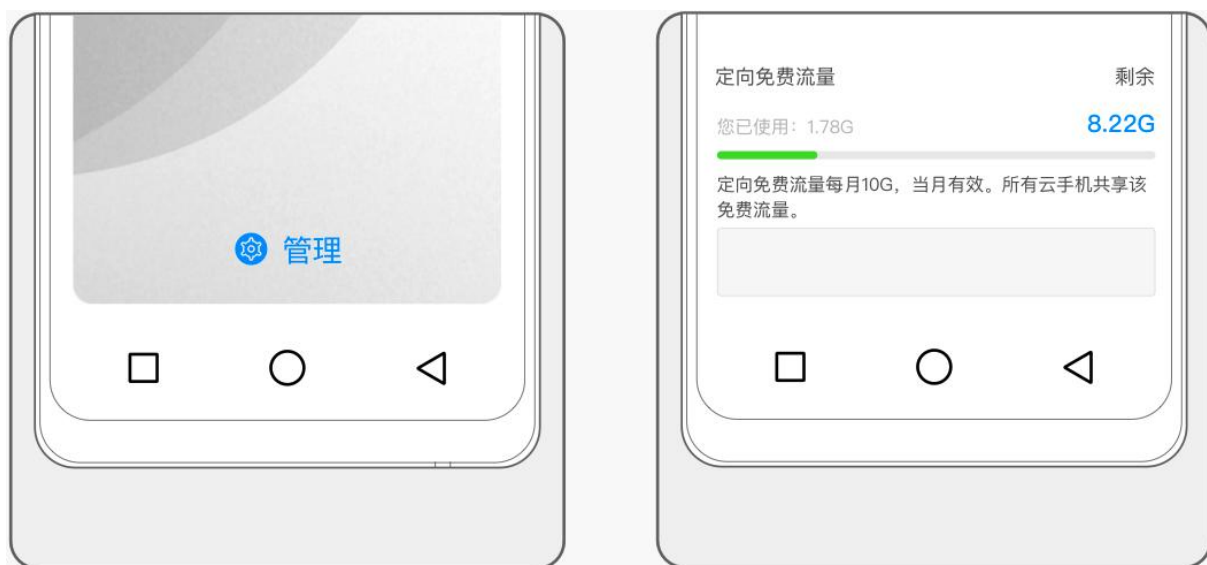 管理
定向免费流量
剩余
您已使用：1.78G
8.22G
定向免费流量每月10G，当月有效。所有云手机共享该
免费流量。